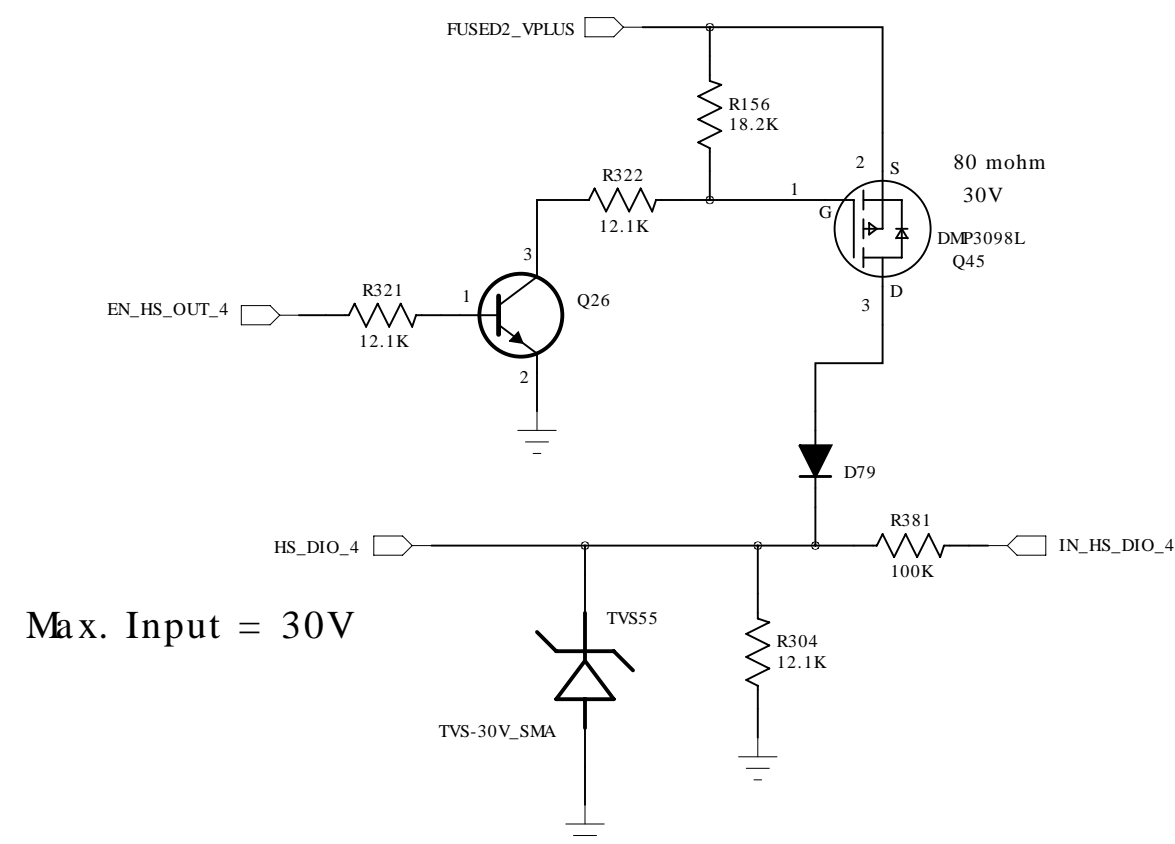 FUSED2_VPLUS
R156
18.2K
R322
12.1K
2
S
80 mohm
30V
1
G
DMP3098L
Q45
D
3
3
EN_HS_OUT_4
R321
12.1K
1
Q26
2
D79
HS_DIO_4
R381
100K
IN_HS_DIO_4
Max. Input = 30V
TVS55
TVS-30V_SMA
R304
12.1K